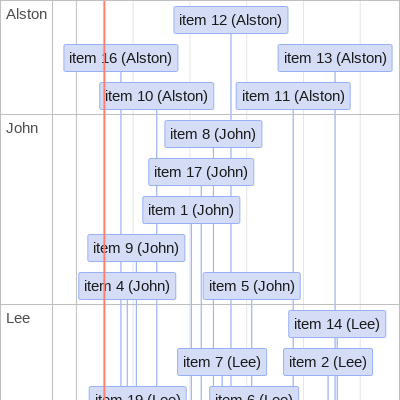 Alston
item 12 (Alston)
item 16 (Alston)
item 13 (Alston)
item 10 (Alston)
item 11 (Alston)
John
item 8 (John)
item 17 (John)
item 1 (John)
item 9 (John)
item 4 (John)
item 5 (John)
Lee
item 14 (Lee)
item 7 (Lee)
item 2 (Lee)
item 19 (Lee)
item 6 (Lee)